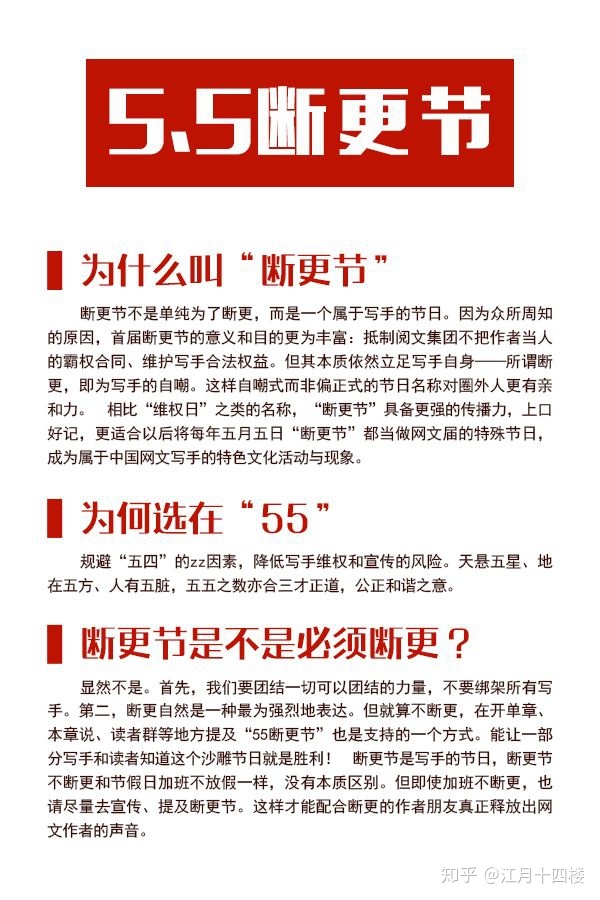 5、5断更节
为什么叫“断更节”
断更节不是单纯为了断更，而是一个属于写手的节日。因为众所周知
的原因，首届断更节的意义和目的更为丰富：抵制阅文集团不把作者当人
的霸权合同、维护写手合法权益。但其本质依然立足写手自身——所谓断
更，即为写手的自嘲。这样自嘲式而非偏正式的节日名称对圈外人更有亲
和力。 相比“维权日”之类的名称，“断更节”具备更强的传播力，上口
好记，更适合以后将每年五月五日“断更节”都当做网文届的特殊节日，
成为属于中国网文写手的特色文化活动与现象。
为何选在“55”
规避“五四”的zz因素，降低写手维权和宣传的风险。天悬五星、地
在五方、人有五脏，五五之数亦合三才正道，公正和谐之意。
断更节是不是必须断更？
显然不是。首先，我们要团结一切可以团结的力量，不要绑架所有写
手。第二，断更自然是一种最为强烈地表达。但就算不断更，在开单章、
本章说、读者群等地方提及“55断更节”也是支持的一个方式。能让一部
分写手和读者知道这个沙雕节日就是胜利！ 断更节是写手的节日，断更节
不断更和节假日加班不放假一样，没有本质区别。但即使加班不断更，也
请尽量去宣传、提及断更节。这样才能配合断更的作者朋友真正释放出网
文作者的声音。
知乎 @江月十四楼